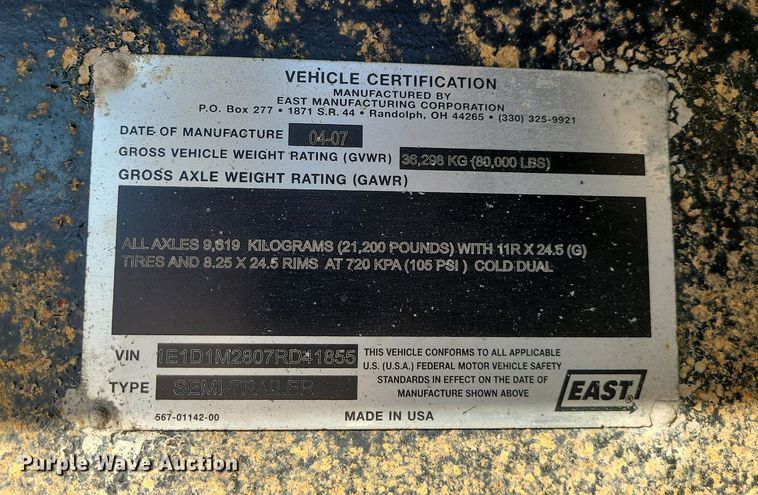 VEHICLE CERTIFICATION
MANUFACTURED BY
EAST MANUFACTURING CORPORATION
P.O. Box 277 • 1871 S.R. 44 • Randolph, OH 44265 • (330) 325-9921
DATE OF MANUFACTURE 04-07
GROSS VEHICLE WEIGHT RATING (GVWR) 36,298 KG (80,000 LBS)
GROSS AXLE WEIGHT RATING (GAWR)
ALL AXLES 9,619 KILOGRAMS (21,200 POUNDS) WITH 11R X 24.5 (G)
TIRES AND 8.25 X 24.5 RIMS AT 720 KPA (105 PSI ) COLD DUAL
VIN 1E1D1M2807RD41855
TYPE SEMI-TRAILER
THIS VEHICLE CONFORMS TO ALL APPLICABLE
U.S. (U.S.A.) FEDERAL MOTOR VEHICLE SAFETY
STANDARDS IN EFFECT ON THE DATE OF
MANUFACTURE SHOWN ABOVE
EAST®
567-01142-00
MADE IN USA
Purple Wave Auction